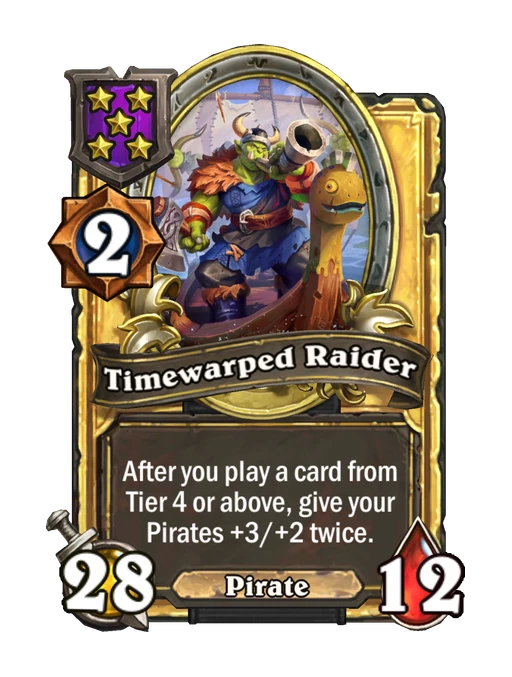 2
Timewarped Raider
After you play a card from
Tier 4 or above, give your
Pirates +3/+2 twice.
28
Pirate
12